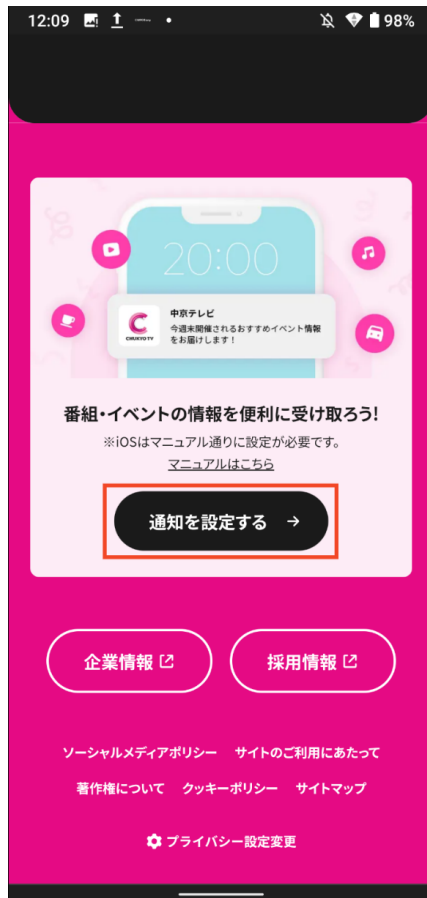 12:09
98%
20:00
中京テレビ
今週末開催されるおすすめイベント情報
をお届けします!
CHUKYO TV
番組・イベントの情報を便利に受け取ろう!
※iOSはマニュアル通りに設定が必要です。
マニュアルはこちら
通知を設定する →
企業情報
採用情報
ソーシャルメディアポリシー サイトのご利用にあたって
著作権について クッキーポリシー サイトマップ
プライバシー設定変更